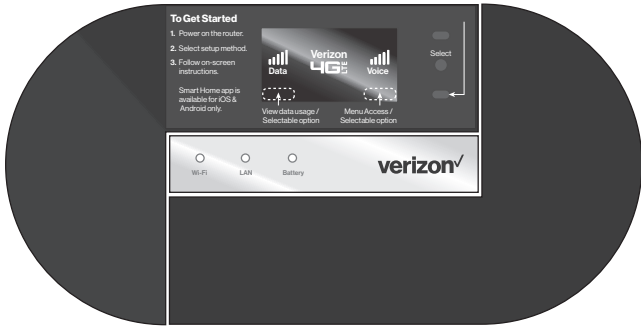 To Get Started
1. Power on the router.
2. Select setup method.
3. Follow on-screen
instructions.
Smart Home app is
available for iOS &
Android only.
Data
Verizon
4G LTE
Voice
View data usage /
Selectable option
Menu Access /
Selectable option
Select
Wi-Fi
LAN
Battery
verizon✓